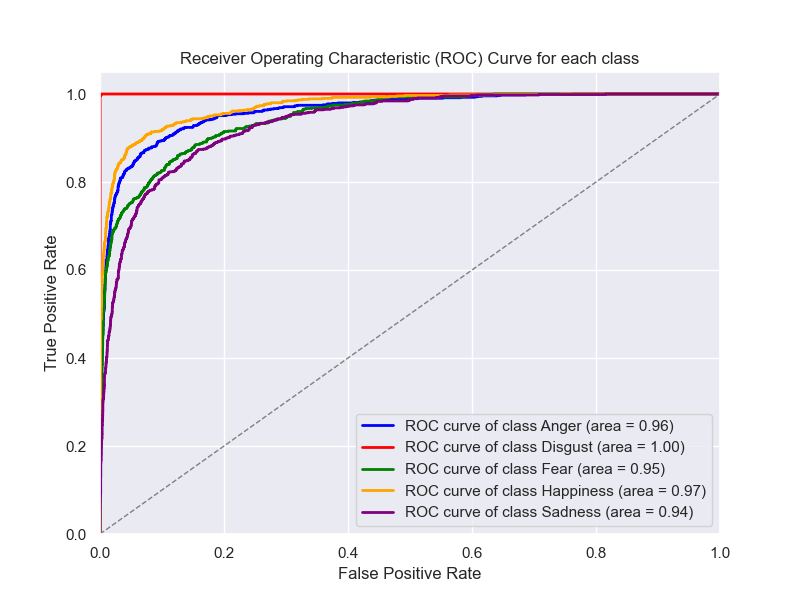 Receiver Operating Characteristic (ROC) Curve for each class
True Positive Rate
1.0
0.8
0.6
0.4
0.2
0.0
ROC curve of class Anger (area = 0.96)
ROC curve of class Disgust (area = 1.00)
ROC curve of class Fear (area = 0.95)
ROC curve of class Happiness (area = 0.97)
ROC curve of class Sadness (area = 0.94)
0.0 0.2 0.4 0.6 0.8 1.0
False Positive Rate